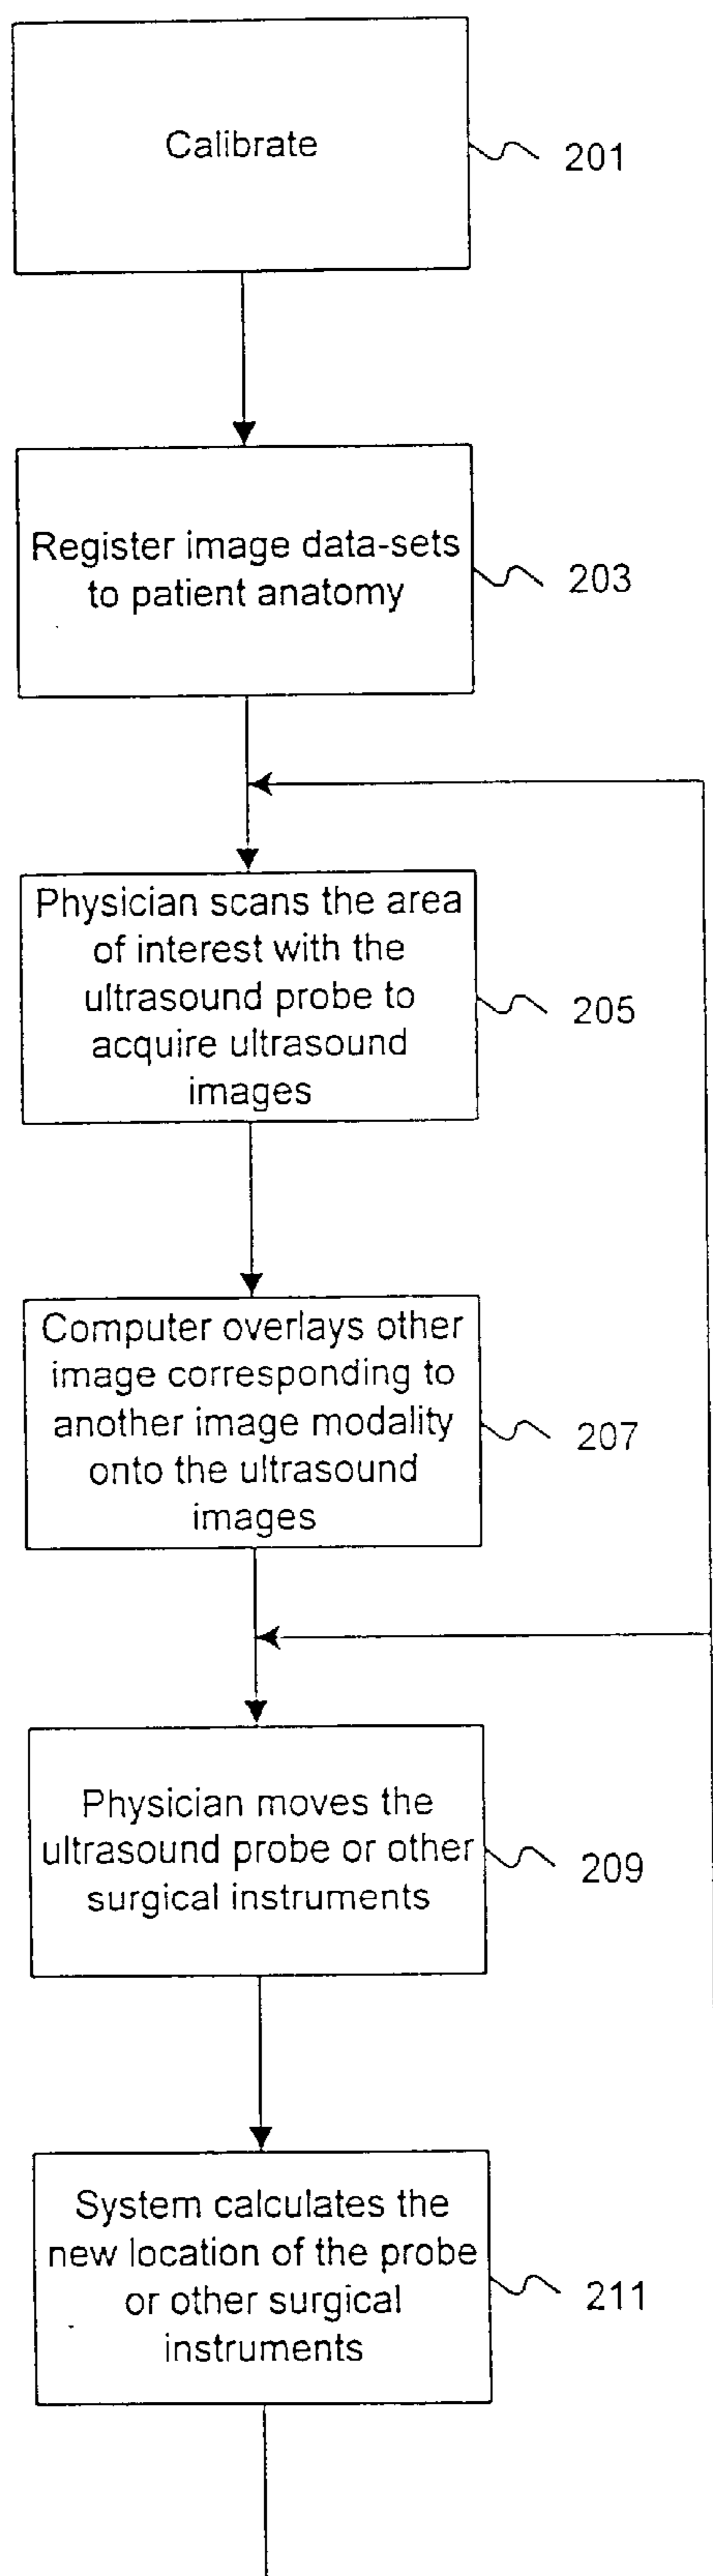 Calibrate
201
Register image data-sets
to patient anatomy
203
Physician scans the area
of interest with the
ultrasound probe to
acquire ultrasound
images
205
Computer overlays other
image corresponding to
another image modality
onto the ultrasound
images
207
Physician moves the
ultrasound probe or other
surgical instruments
209
System calculates the
new location of the probe
or other surgical
instruments
211